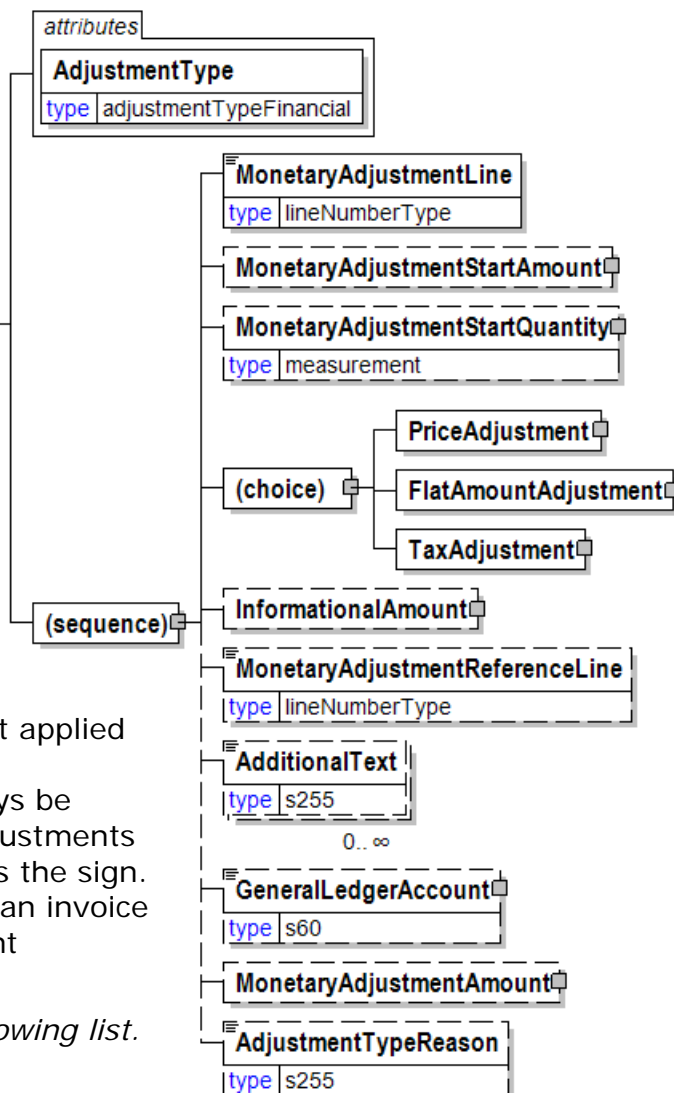 attributes
AdjustmentType
type adjustmentTypeFinancial
MonetaryAdjustmentLine
type lineNumberType
MonetaryAdjustmentStartAmount
MonetaryAdjustmentStartQuantity
type measurement
(choice)
PriceAdjustment
FlatAmountAdjustment
TaxAdjustment
(sequence)
InformationalAmount
MonetaryAdjustmentReferenceLine
type lineNumberType
AdditionalText
type s255
0.. ∞
GeneralLedgerAccount
type s60
MonetaryAdjustmentAmount
AdjustmentTypeReason
type s255
t applied
ys be
justments
s the sign.
an invoice
nt
owing list.